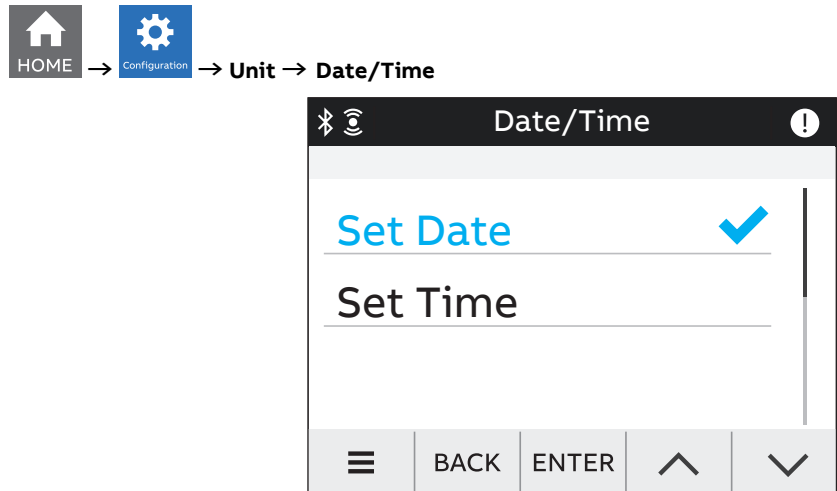 HOME → Configuration → Unit → Date/Time
Date/Time
Set Date
Set Time
BACK ENTER